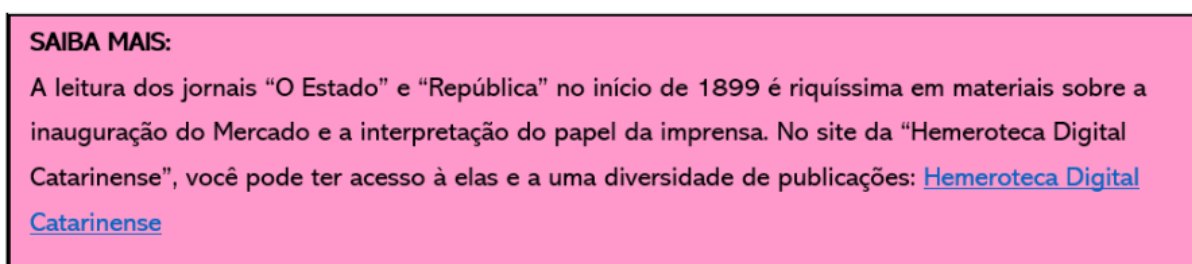 SAIBA MAIS:
A leitura dos jornais “O Estado” e “República” no início de 1899 é riquíssima em materiais sobre a
inauguração do Mercado e a interpretação do papel da imprensa. No site da “Hemeroteca Digital
Catarinense”, você pode ter acesso à elas e a uma diversidade de publicações: Hemeroteca Digital
Catarinense